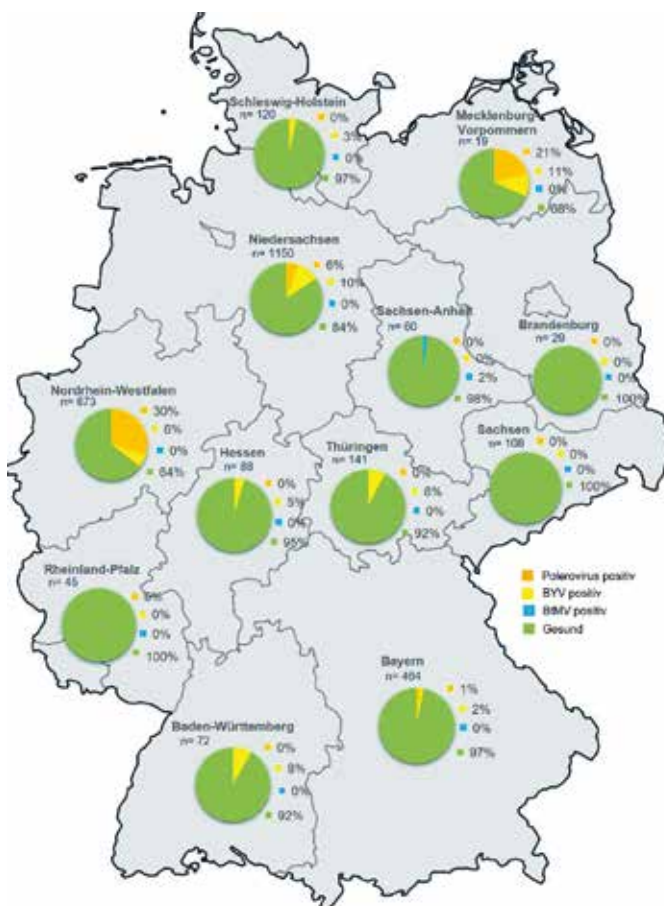 Schleswig-Holstein
n= 120
0%
3%
0%
97%
Mecklenburg-
Vorpommern
n= 19
21%
11%
0%
68%
Niedersachsen
n= 1150
6%
10%
0%
84%
Sachsen-Anhalt
n= 60
0%
0%
2%
98%
Brandenburg
n= 29
0%
0%
0%
100%
Nordrhein-Westfalen
n= 673
30%
6%
0%
64%
Hessen
n= 88
0%
5%
0%
95%
Thüringen
n= 141
0%
8%
0%
92%
Sachsen
n= 108
0%
0%
0%
100%
Rheinland-Pfalz
n= 45
0%
0%
0%
100%
Polerovirus positiv
BYV positiv
BtMV positiv
Gesund
Bayern
n=
1%
2%
0%
97%
Baden-Württemberg
n= 72
0%
8%
0%
92%